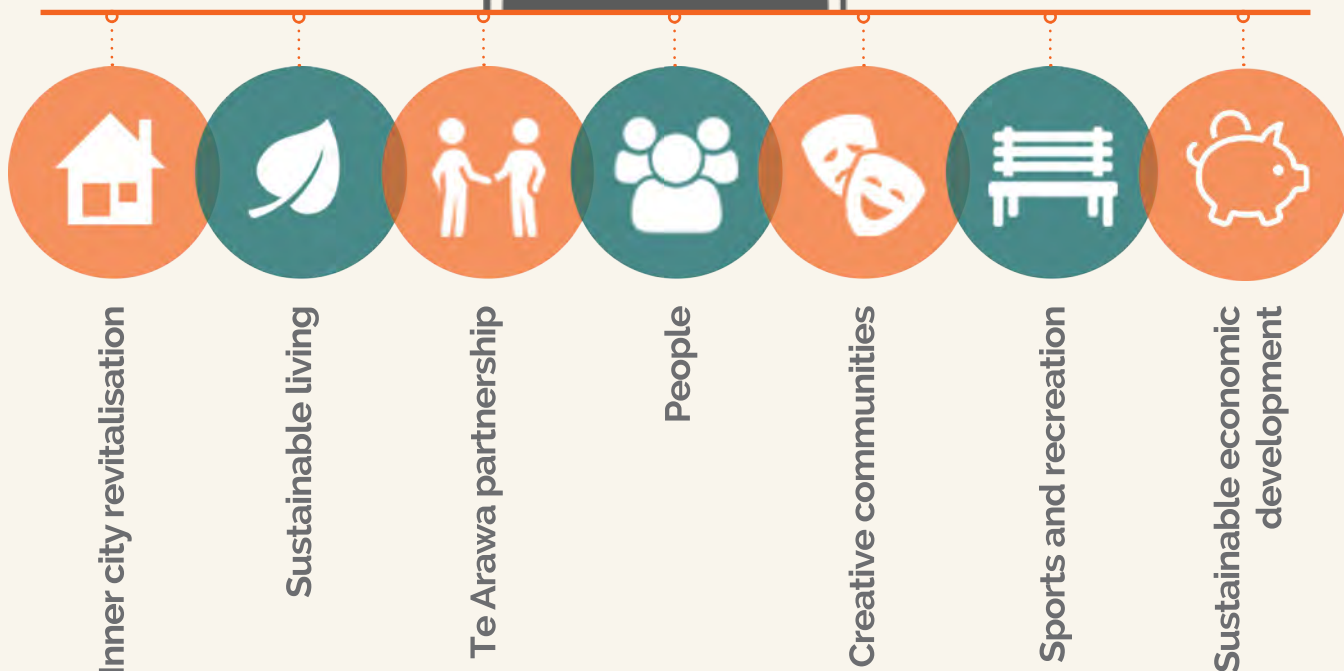 Inner city revitalisation
Sustainable living
Te Arawa partnership
People
Creative communities
Sports and recreation
Sustainable economic
development